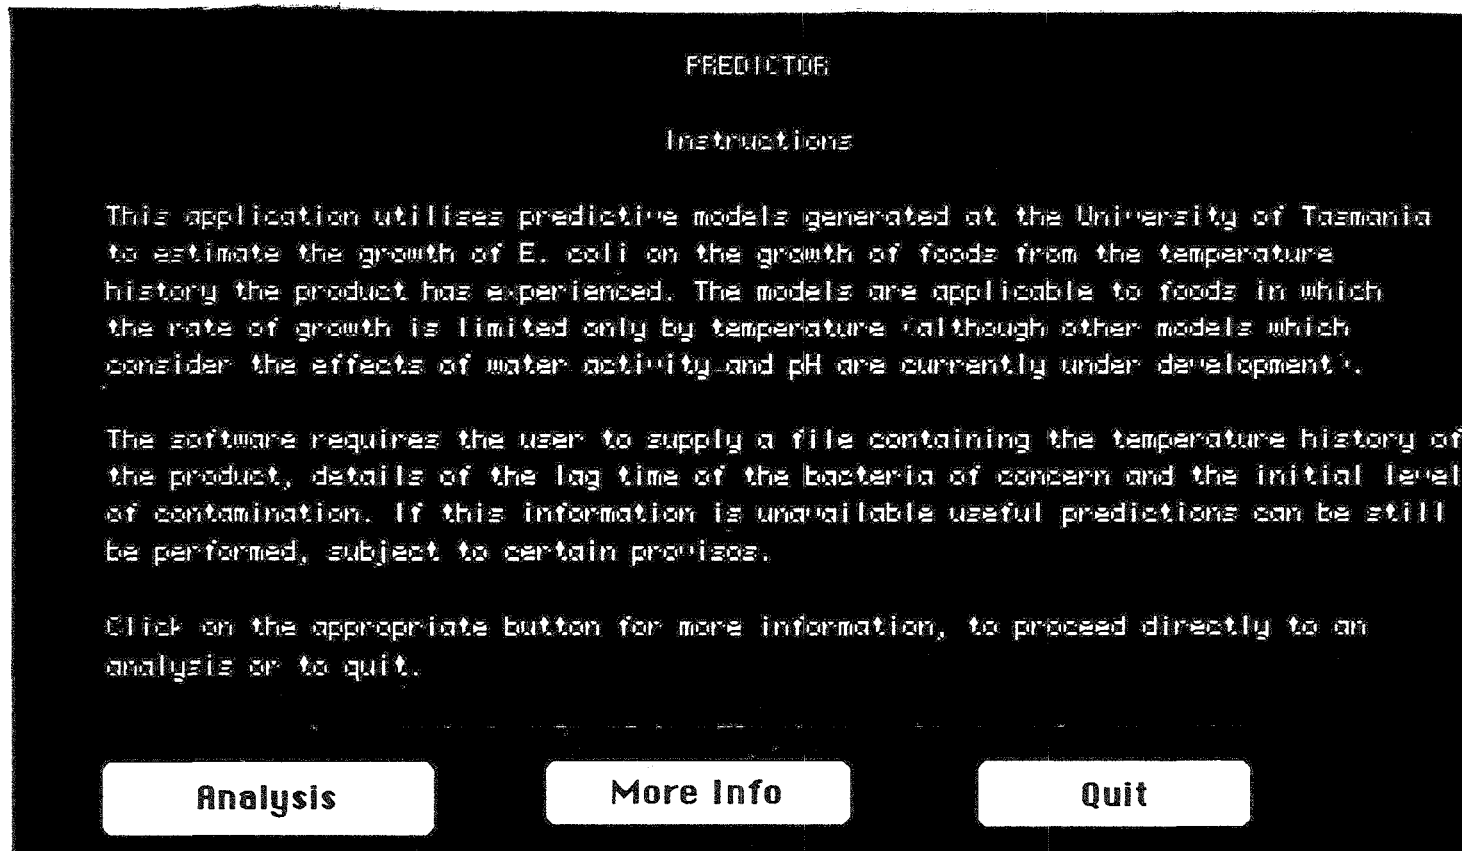 PREDICTOR
Instructions
This application utilises predictive models generated at the University of Tasmania
to estimate the growth of E. coli on the growth of foods from the temperature
history the product has experienced. The models are applicable to foods in which
the rate of growth is limited only by temperature (although other models which
consider the effects of water activity and pH are currently under development).
The software requires the user to supply a file containing the temperature history of
the product, details of the lag time of the bacteria of concern and the initial level
of contamination. If this information is unavailable useful predictions can be still
be performed, subject to certain provisos.
Click on the appropriate button for more information, to proceed directly to an
analysis or to quit.
Analysis
More Info
Quit